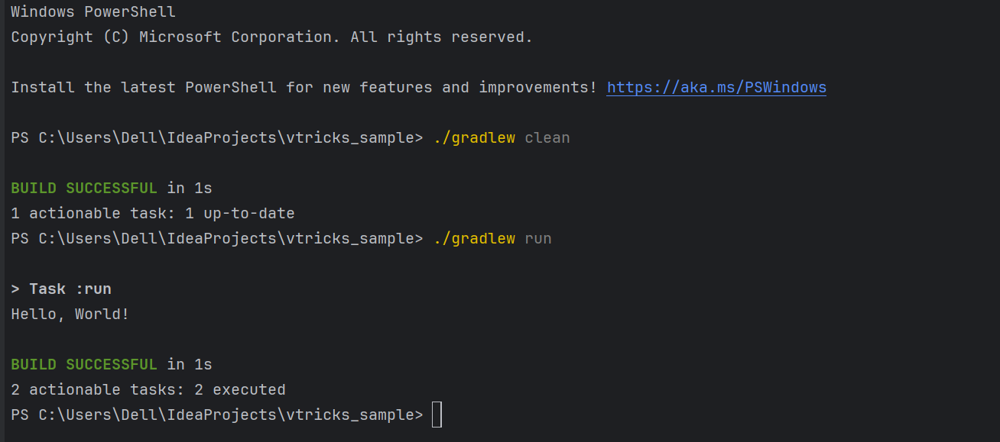 Windows PowerShell
Copyright (C) Microsoft Corporation. All rights reserved.
Install the latest PowerShell for new features and improvements! https://aka.ms/PSWindows
PS C:\Users\Dell\IdeaProjects\vtricks_sample> ./gradlew clean
BUILD SUCCESSFUL in 1s
1 actionable task: 1 up-to-date
PS C:\Users\Dell\IdeaProjects\vtricks_sample> ./gradlew run
> Task :run
Hello, World!
BUILD SUCCESSFUL in 1s
2 actionable tasks: 2 executed
PS C:\Users\Dell\IdeaProjects\vtricks_sample>